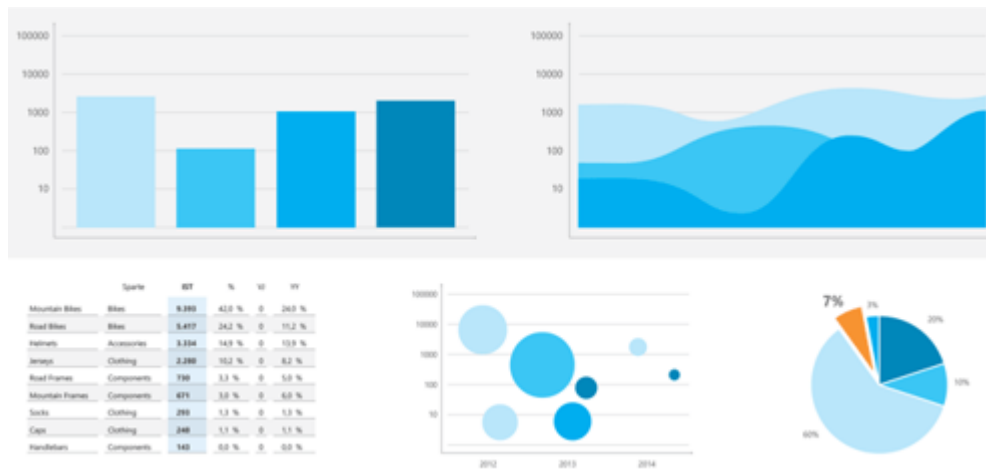 100000 100000
10000 10000
1000 1000
100 100
10 10
Sparte IST % VJ YY
Mountain Bikes Bikes 9.393 42,0 % 0 24,0 %
Road Bikes Bikes 5.417 24,2 % 0 11,2 %
Helmets Accessories 3.334 14,9 % 0 13,9 %
Jerseys Clothing 2.280 10,2 % 0 8,2 %
Road Frames Components 730 3,3 % 0 5,0 %
Mountain Frames Components 671 3,0 % 0 6,0 %
Socks Clothing 293 1,3 % 0 1,3 %
Caps Clothing 248 1,1 % 0 1,1 %
Handlebars Components 143 0,0 % 0 0,0 %
100000
10000
1000
100
10
2012 2013 2014
7% 3%
20%
10%
60%